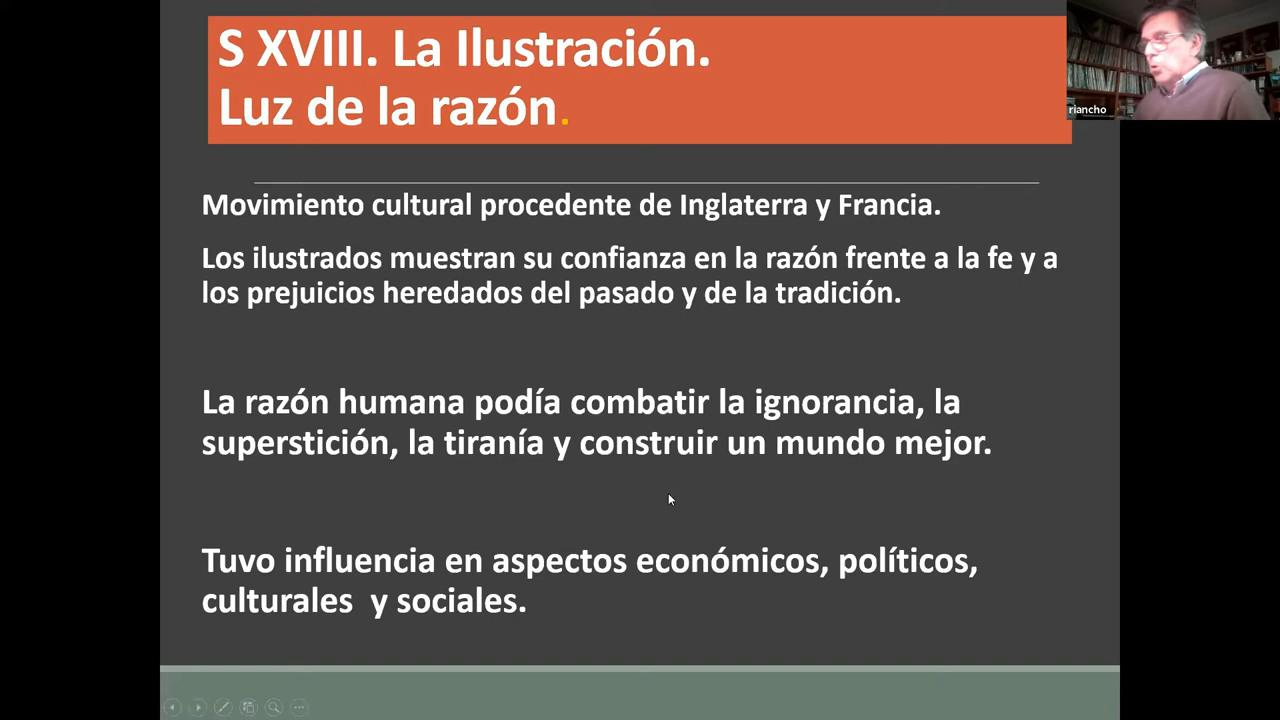 S XVIII. La Ilustración.
Luz de la razón.
riancho
Movimiento cultural procedente de Inglaterra y Francia.
Los ilustrados muestran su confianza en la razón frente a la fe y a
los prejuicios heredados del pasado y de la tradición.
La razón humana podía combatir la ignorancia, la
superstición, la tiranía y construir un mundo mejor.
Tuvo influencia en aspectos económicos, políticos,
culturales y sociales.